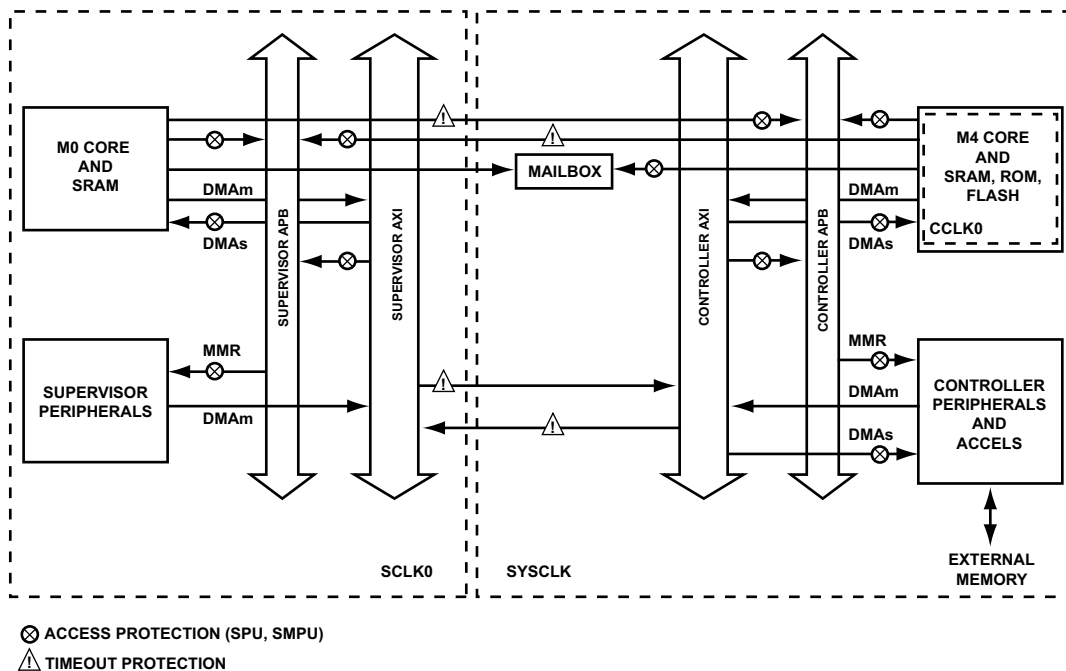 M0 CORE
AND
SRAM
DMAm
DMAs
SUPERVISOR APB
SUPERVISOR AXI
MAILBOX
CONTROLLER AXI
CONTROLLER APB
DMAm
DMAs
M4 CORE
AND
SRAM, ROM,
FLASH
CCLK0
SUPERVISOR
PERIPHERALS
MMR
DMAm
MMR
DMAm
DMAs
CONTROLLER
PERIPHERALS
AND
ACCELS
SCLK0
SYSCLK
EXTERNAL
MEMORY
ACCESS PROTECTION (SPU, SMPU)
! TIMEOUT PROTECTION